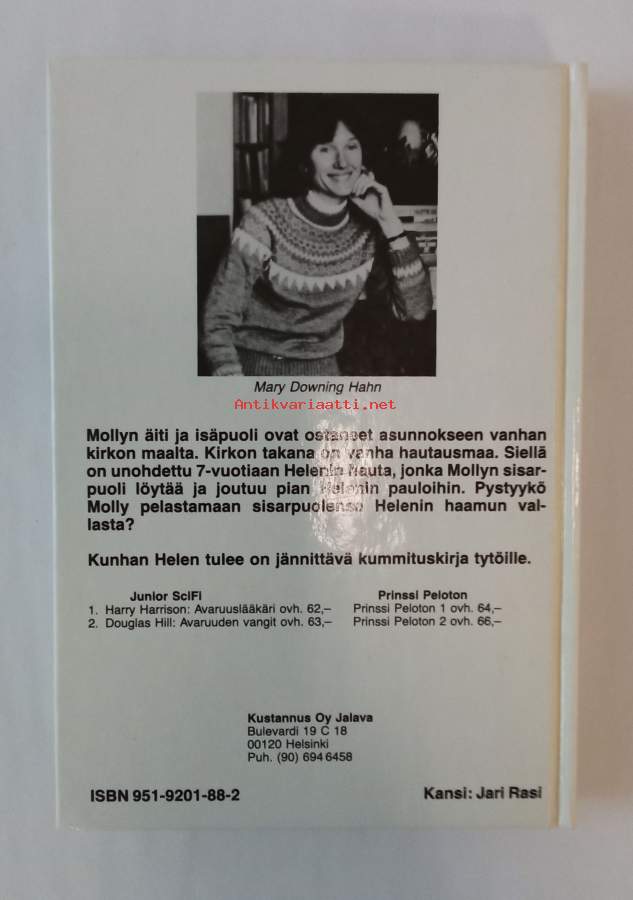 Mary Downing Hahn
Antikvariaatti.net
Mollyn äiti ja isäpuoli ovat ostaneet asunnokseen vanhan
kirkon maalta. Kirkon takana on vanha hautausmaa. Siellä
on unohdettu 7-vuotiaan Helenin hauta, jonka Mollyn sisar-
puoli löytää ja joutuu pian Helenin pauloihin. Pystyykö
Molly pelastamaan sisarpuolensa Helenin haamun val-
lasta?
Kunhan Helen tulee on jännittävä kummituskirja tytöille.
Junior SciFi
1. Harry Harrison: Avaruuslääkäri ovh. 62,–
2. Douglas Hill: Avaruuden vangit ovh. 63,–
Prinssi Peloton
Prinssi Peloton 1 ovh. 64,–
Prinssi Peloton 2 ovh. 66,–
Kustannus Oy Jalava
Bulevardi 19 C 18
00120 Helsinki
Puh. (90) 694 6458
ISBN 951-9201-88-2
Kansi: Jari Rasi